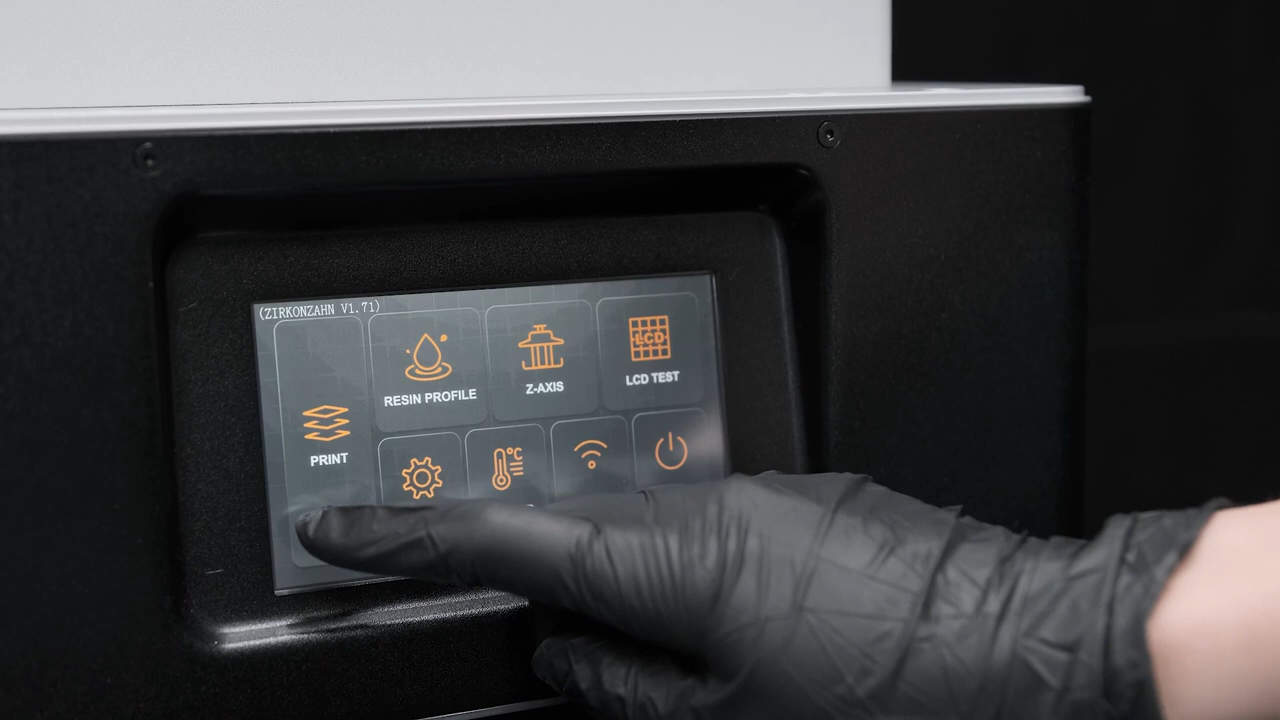 (ZIRKONZAHN V1.71)
RESIN PROFILE
Z-AXIS
LCD
LCD TEST
PRINT
°C